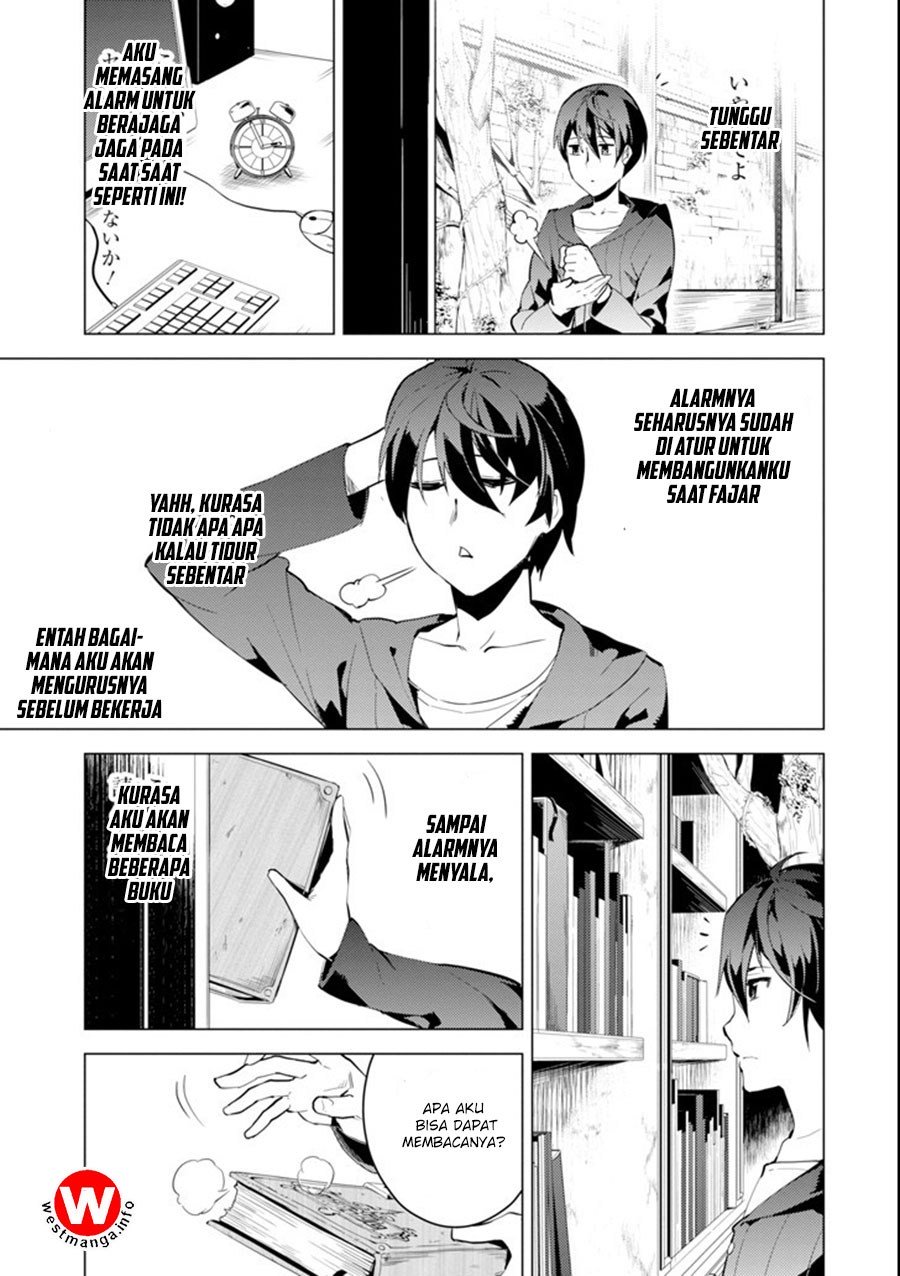 いや
よ
TUNGGU
SEBENTAR
AKU
MEMASANG
ALARM UNTUK
BERAJAGA
JAGA PADA
SAAT SAAT
SEPERTI INI!
ないか!
ALARMNYA
SEHARUSNYA SUDAH
DI ATUR UNTUK
MEMBANGUNKANKU
SAAT FAJAR
YAHH, KURASA
TIDAK APA APA
KALAU TIDUR
SEBENTAR
ENTAH BAGAI-
MANA AKU AKAN
MENGURUSNYA
SEBELUM BEKERJA
SAMPAI
ALARMNYA
MENYALA,
KURASA
AKU AKAN
MEMBACA
BEBERAPA
BUKU
APA AKU
BISA DAPAT
MEMBACANYA?
W
westmanga.info